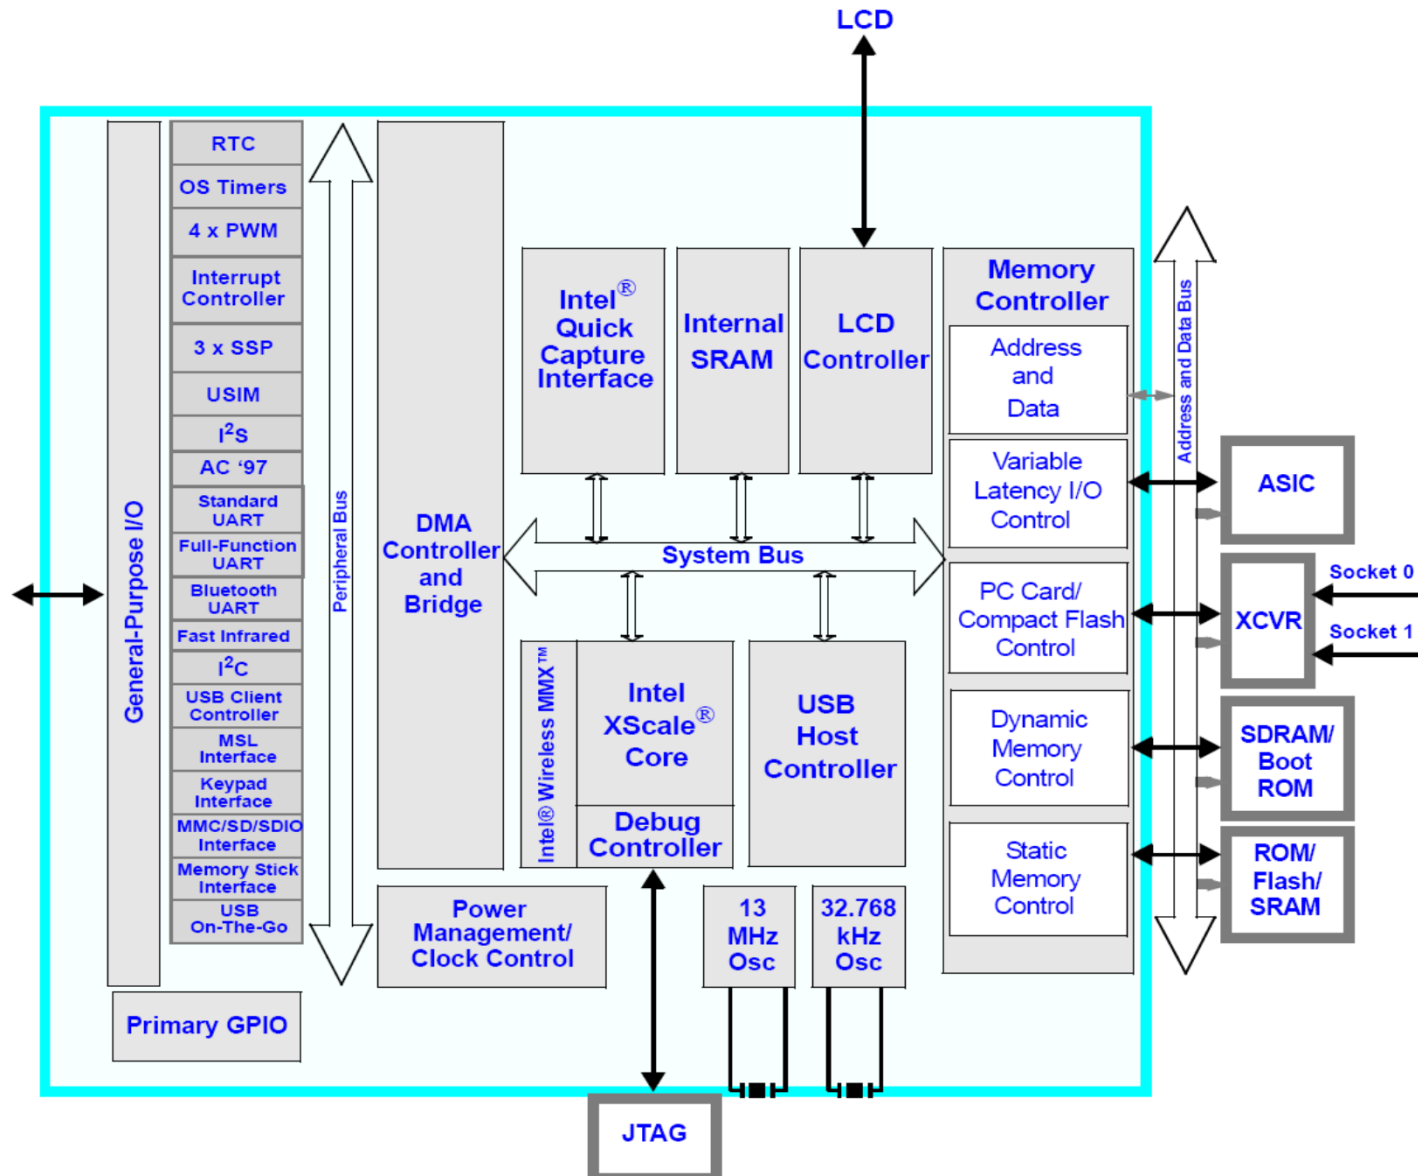 LCD
General-Purpose I/O
RTC
OS Timers
4 x PWM
Interrupt
Controller
3 x SSP
USIM
I²S
AC ‘97
Standard
UART
Full-Function
UART
Bluetooth
UART
Fast Infrared
I²C
USB Client
Controller
MSL
Interface
Keypad
Interface
MMC/SD/SDIO
Interface
Memory Stick
Interface
USB
On-The-Go
Primary GPIO
Peripheral Bus
DMA
Controller
and
Bridge
Power
Management/
Clock Control
Intel®
Quick
Capture
Interface
Internal
SRAM
LCD
Controller
System Bus
Intel® Wireless MMX™
Intel
XScale®
Core
Debug
Controller
USB
Host
Controller
13
MHz
Osc
32.768
kHz
Osc
JTAG
Memory
Controller
Address
and
Data
Variable
Latency I/O
Control
PC Card/
Compact Flash
Control
Dynamic
Memory
Control
Static
Memory
Control
Address and Data Bus
ASIC
XCVR
Socket 0
Socket 1
SDRAM/
Boot
ROM
ROM/
Flash/
SRAM